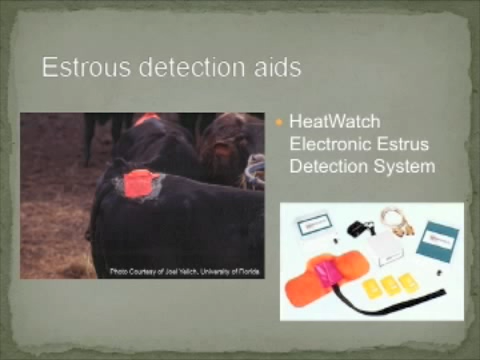 Estrous detection aids
HeatWatch
Electronic Estrus
Detection System
Photo Courtesy of Joel Yelich, University of Florida